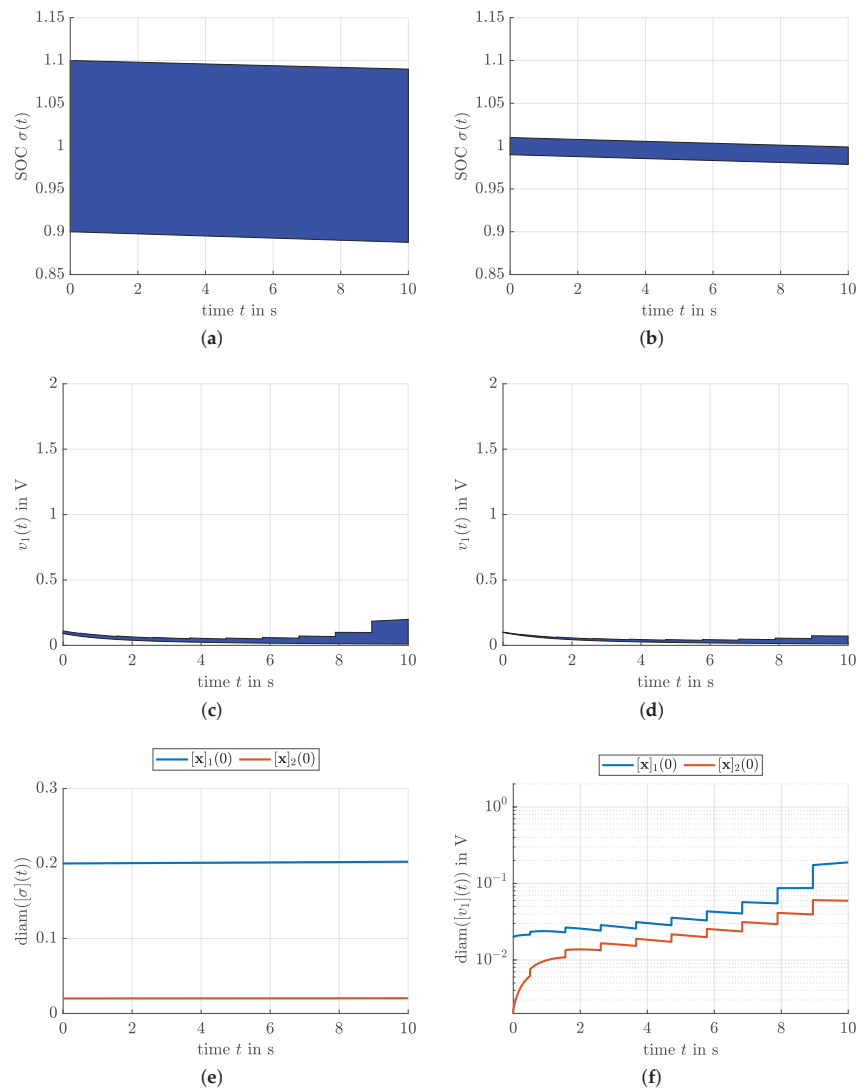 1.15
1.1
1.05
1
0.95
0.9
0.85
SOC σ(t)
0 2 4 6 8 10
time t in s
(a)
1.15
1.1
1.05
1
0.95
0.9
0.85
SOC σ(t)
0 2 4 6 8 10
time t in s
(b)
2
1.5
1
0.5
0
v₁(t) in V
0 2 4 6 8 10
time t in s
(c)
2
1.5
1
0.5
0
v₁(t) in V
0 2 4 6 8 10
time t in s
(d)
[x]₁(0) [x]₂(0)
0.3
0.2
0.1
0
diam([σ](t))
0 2 4 6 8 10
time t in s
(e)
[x]₁(0) [x]₂(0)
10⁰
10⁻¹
10⁻²
diam([v₁](t)) in V
0 2 4 6 8 10
time t in s
(f)